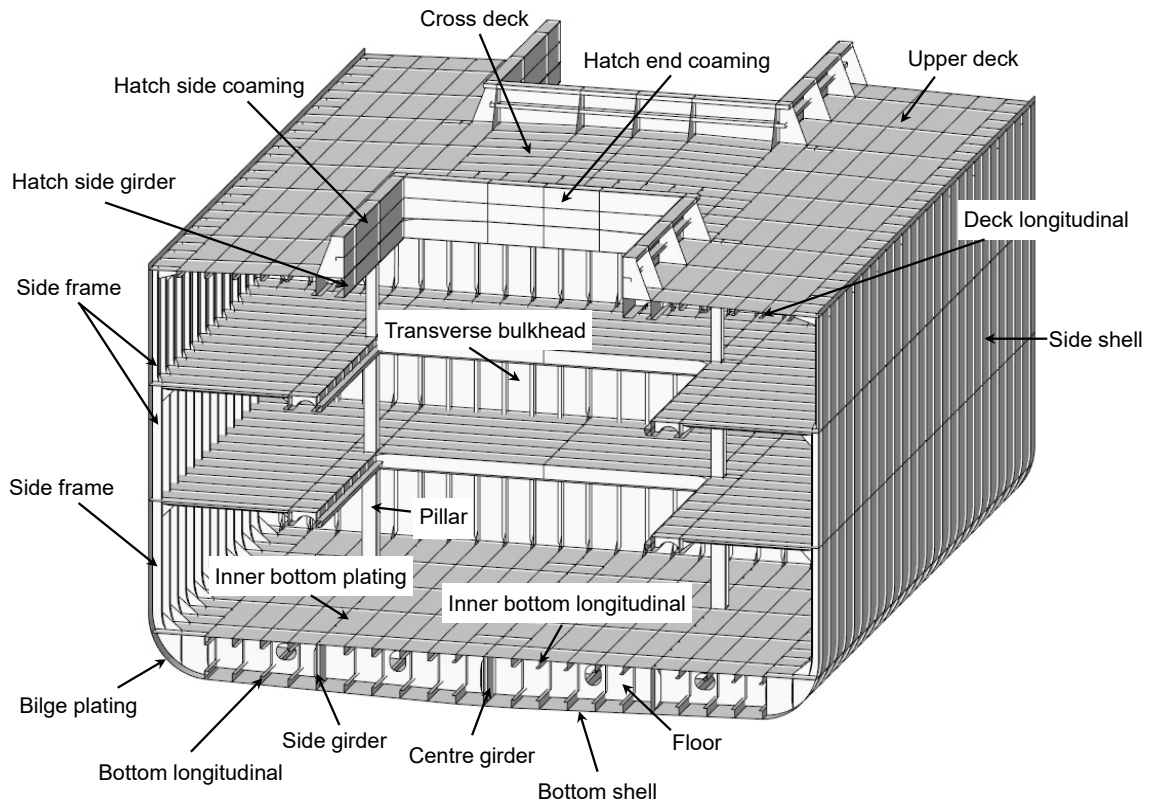 Cross deck
Hatch end coaming
Upper deck
Hatch side coaming
Hatch side girder
Deck longitudinal
Side frame
Transverse bulkhead
Side shell
Side frame
Pillar
Inner bottom plating
Inner bottom longitudinal
Bilge plating
Side girder
Centre girder
Floor
Bottom longitudinal
Bottom shell